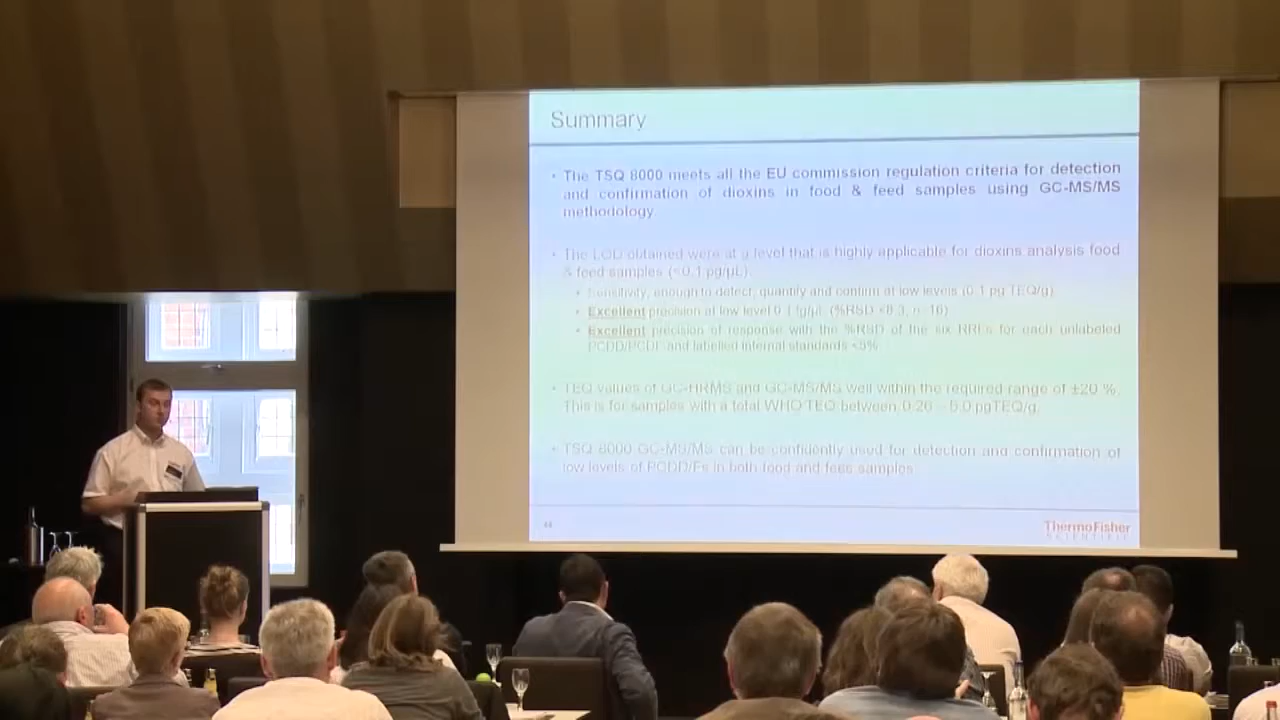 Summary
• The TSQ 8000 meets all the EU commission regulation criteria for detection
and confirmation of dioxins in food & feed samples using GC-MS/MS
methodology
• The LOD obtained were at a level that is highly applicable for dioxins analysis food
& feed samples (<0.1 pg/µL)
• Sensitivity, enough to detect, quantify and confirm at low levels (0.1 pg TEQ/g)
• Excellent precision at low level 0.1 (%RSD <8.3,
• Excellent precision of response with the %RSD of the six RRFs for each unlabeled
PCDD/PCDF and labelled internal standards <5%
• TEQ values of GC-HRMS and GC-MS/MS well within the required range of ±20 %.
This is for samples with a total WHO TEQ between 0.20 – 5.0 pgTEQ/g.
• TSQ 8000 GC-MS/MS can be confidently used for detection and confirmation of
low levels of PCDD/Fs in both food and samples
ThermoFisher
SCIENTIFIC